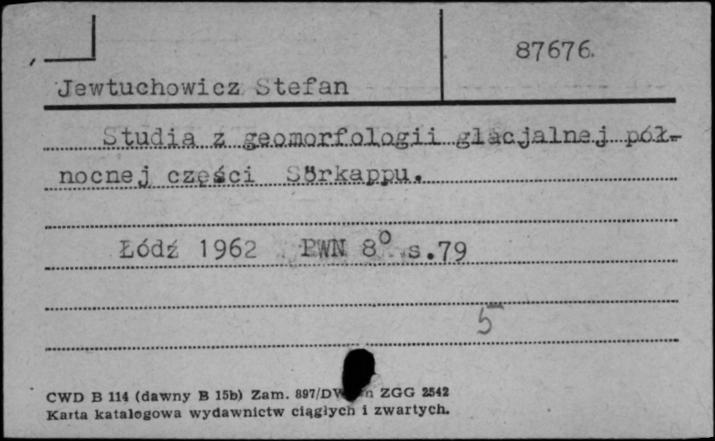 87676.
Jewtuchowicz Stefan
Studia z geomorfologii glacjalnej pół-
nocnej części Sörkappu.
Łódź 1962 PWN 8° s.79
5
CWD B 114 (dawny B 15b) Zam. 897/DW ZGG 2542
Karta katalogowa wydawnictw ciągłych i zwartych.